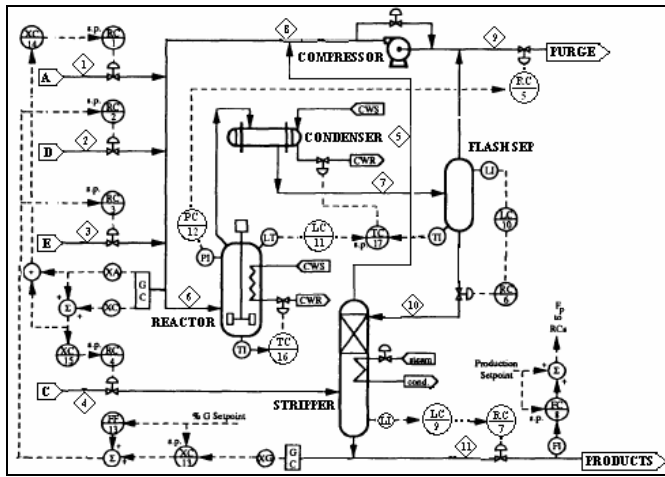 8
9
XC
14
s.p.
RC
1
COMPRESSOR
PURGE
A
1
RC
5
s.p.
RC
2
PC
12
CWS
CONDENSER
5
D
2
CWR
FLASH SEP
7
LI
s.p.
RC
3
LT
LC
11
TC
17
s.p.
TI
LC
10
E
3
PI
XA
G
C
6
CWS
10
RC
6
Σ
XC
REACTOR
CWR
F
p
to
RCs
XC
15
s.p.
RC
4
TI
TC
16
steam
Production
Setpoint
Σ
C
4
cond.
STRIPPER
FC
8
s.p.
% G Setpoint
LI
LC
9
RC
7
FI
s.p.
Σ
XC
13
XG
G
C
11
PRODUCTS